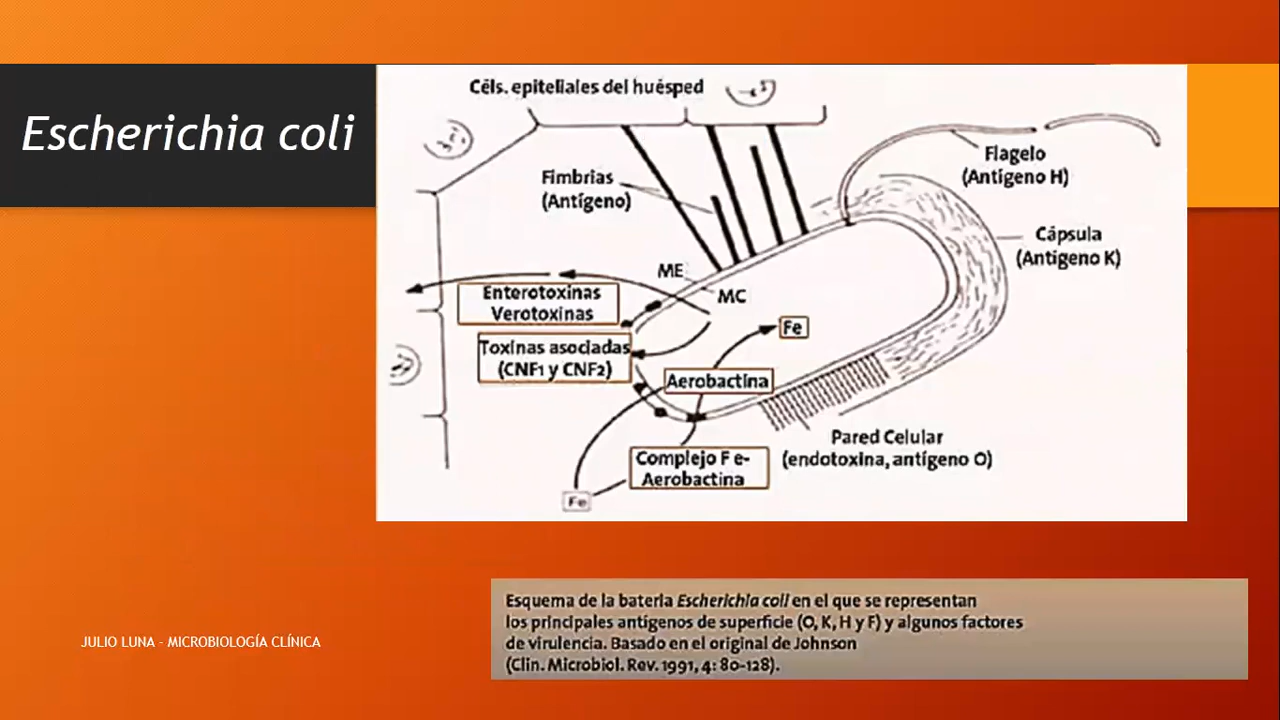 Escherichia coli
Céls. epiteliales del huésped
Fimbrias
(Antígeno)
Flagelo
(Antígeno H)
Cápsula
(Antígeno K)
ME
MC
Enterotoxinas
Verotoxinas
Toxinas asociadas
(CNF1 y CNF2)
Fe
Aerobactina
Complejo F e-
Aerobactina
Fe
Pared Celular
(endotoxina, antígeno O)
Esquema de la bateria Escherichia coli en el que se representan
los principales antígenos de superficie (O, K, H y F) y algunos factores
de virulencia. Basado en el original de Johnson
(Clin. Microbiol. Rev. 1991, 4: 80-128).
JULIO LUNA - MICROBIOLOGÍA CLÍNICA